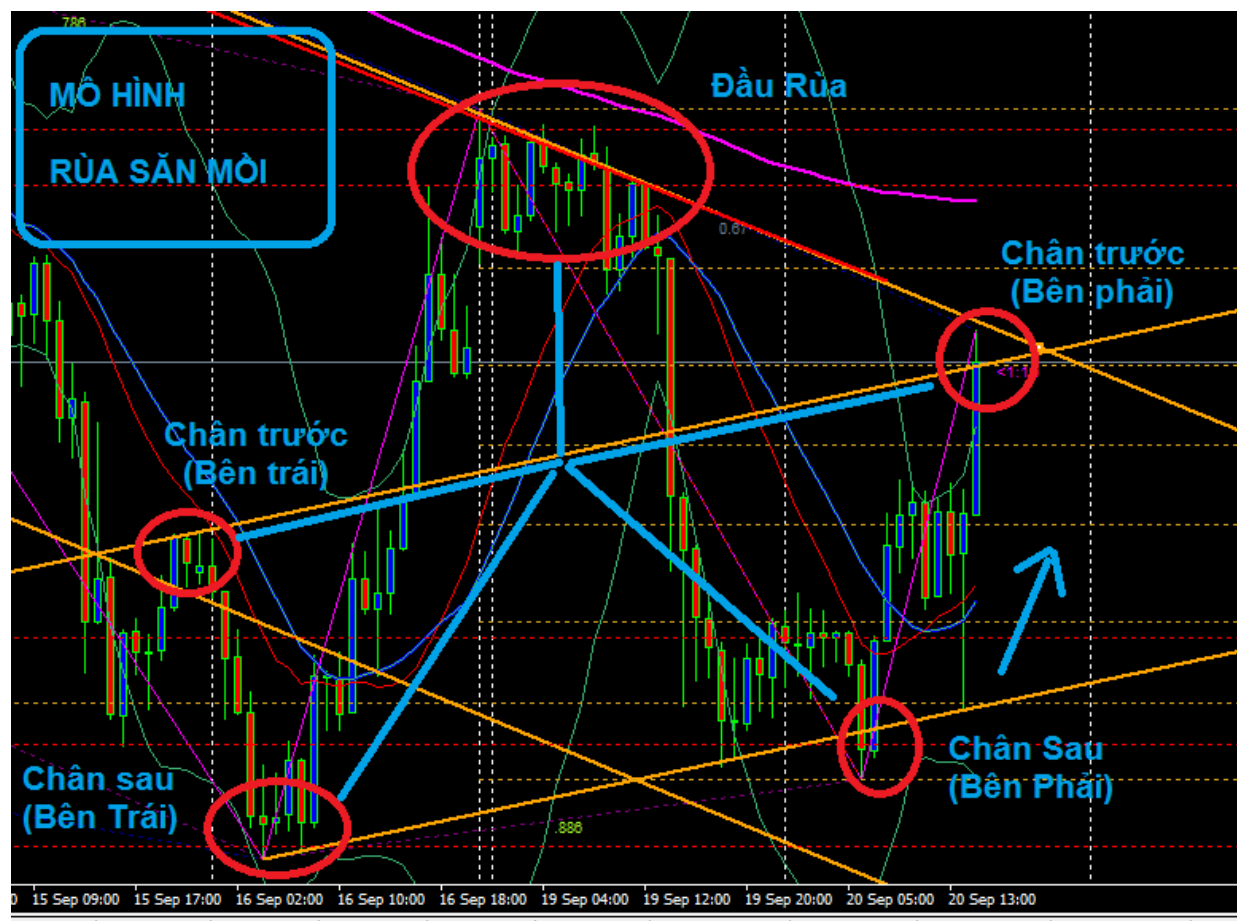 .786
MÔ HÌNH
RÙA SĂN MỒI
Đầu Rùa
0.67
Chân trước
(Bên phải)
Chân trước
(Bên trái)
Chân sau
(Bên Trái)
Chân Sau
(Bên Phải)
.886
15 Sep 09:00 15 Sep 17:00 16 Sep 02:00 16 Sep 10:00 16 Sep 18:00 19 Sep 04:00 19 Sep 12:00 19 Sep 20:00 20 Sep 05:00 20 Sep 13:00